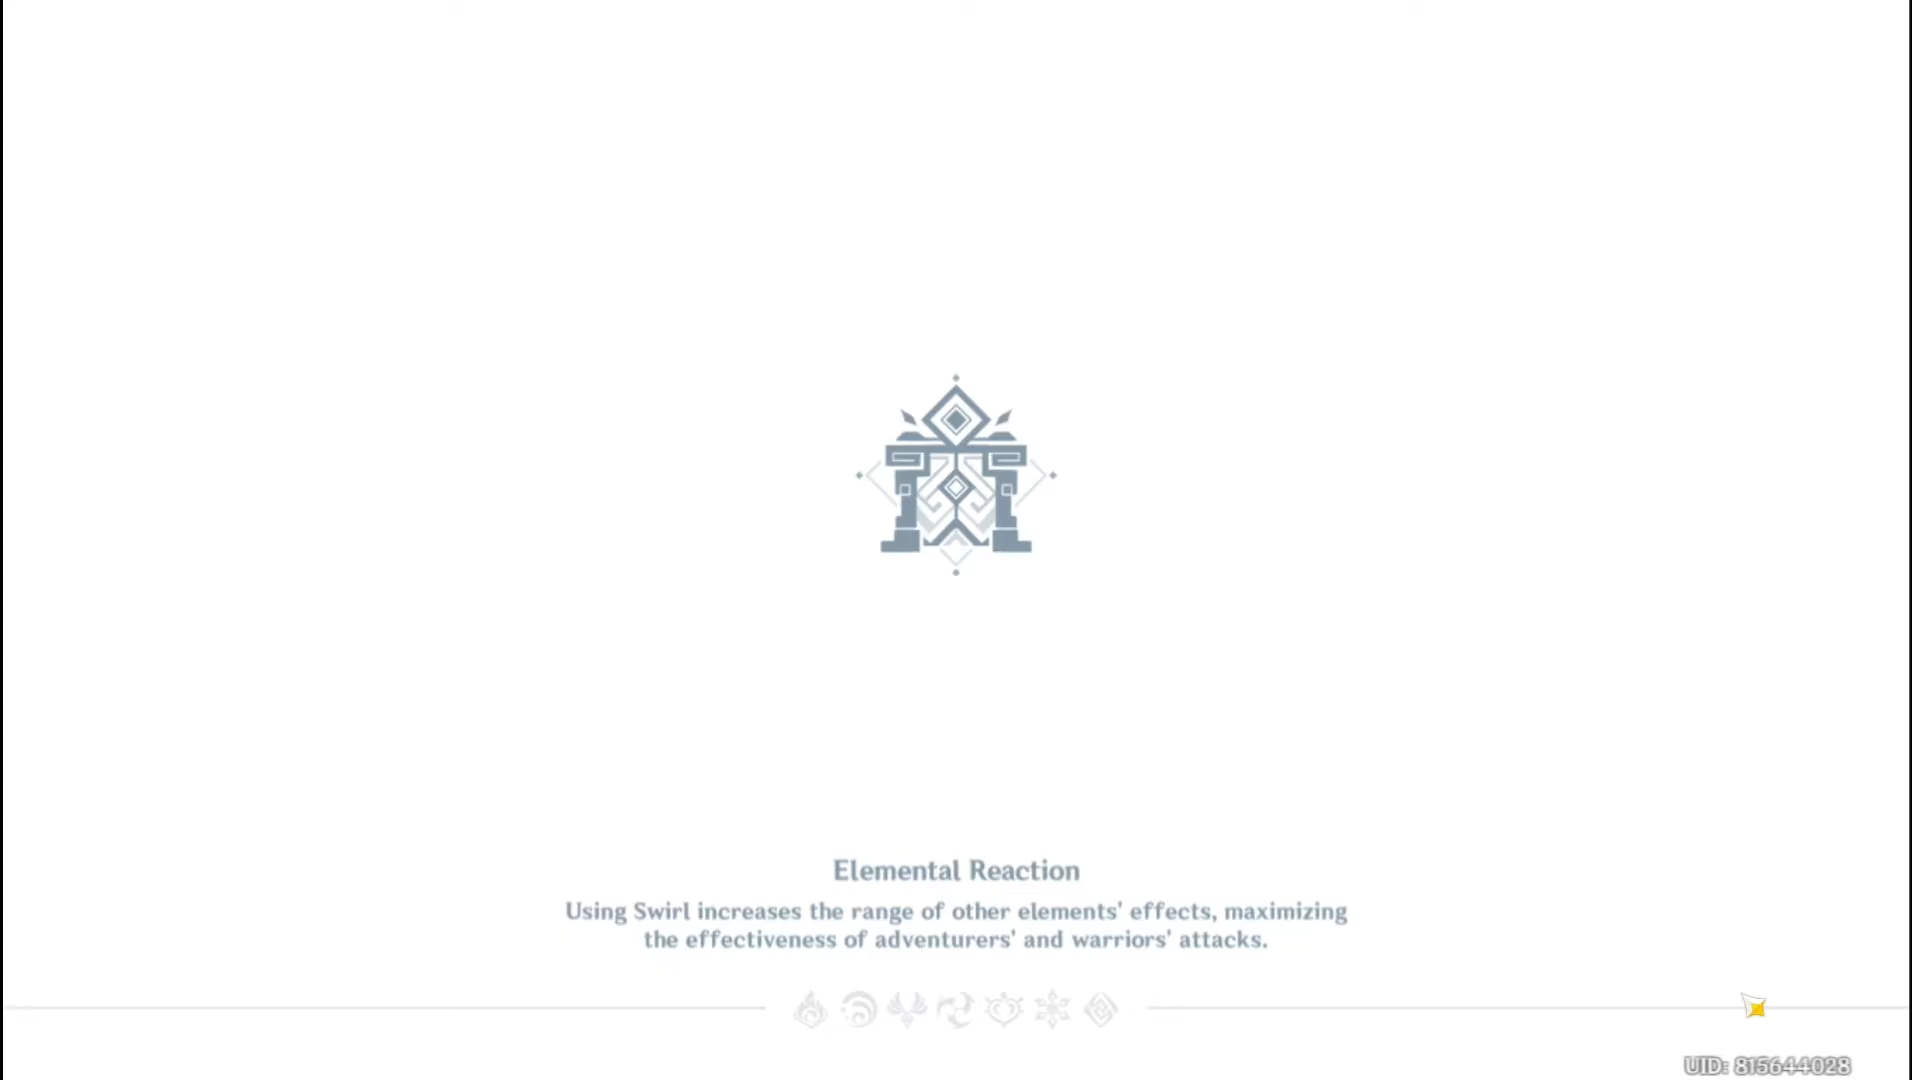 Elemental Reaction
Using Swirl increases the range of other elements' effects, maximizing
the effectiveness of adventurers' and warriors' attacks.
UID: 815644028